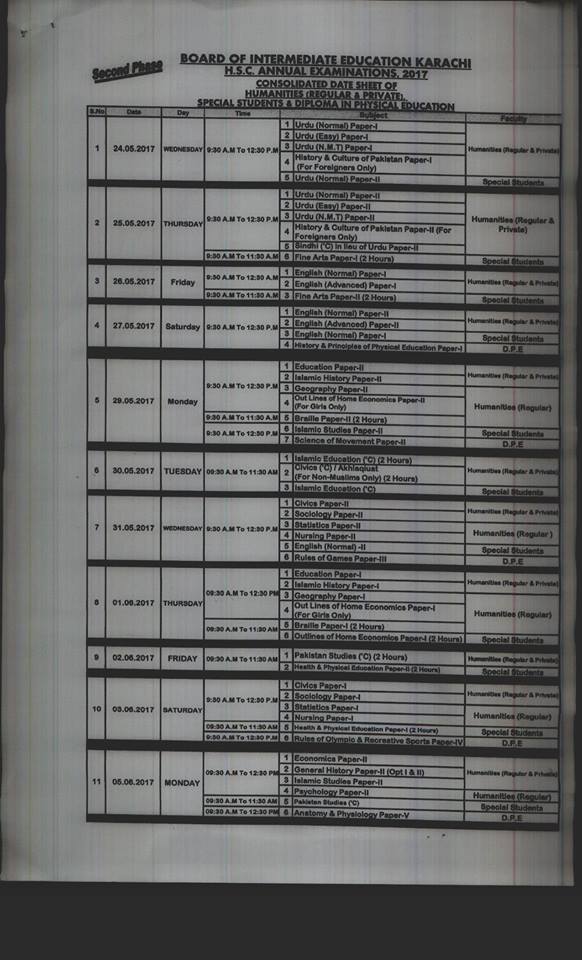 Second Phase
BOARD OF INTERMEDIATE EDUCATION KARACHI
H.S.C. ANNUAL EXAMINATIONS, 2017
CONSOLIDATED DATE SHEET OF
HUMANITIES (REGULAR & PRIVATE),
SPECIAL STUDENTS & DIPLOMA IN PHYSICAL EDUCATION
S.No Date Day Time Subject Faculty
1 24.05.2017 WEDNESDAY 9:30 A.M To 12:30 P.M
1 Urdu (Normal) Paper-I Humanities (Regular & Private)
2 Urdu (Easy) Paper-I
3 Urdu (N.M.T) Paper-I
4 History & Culture of Pakistan Paper-I
(For Foreigners Only)
5 Urdu (Normal) Paper-I Special Students
2 25.05.2017 THURSDAY 9:30 A.M To 12:30 P.M
1 Urdu (Normal) Paper-II Humanities (Regular &
Private)
2 Urdu (Easy) Paper-II
3 Urdu (N.M.T) Paper-II
4 History & Culture of Pakistan Paper-II (For
Foreigners Only)
5 Sindhi ('C) in lieu of Urdu Paper-II
9:30 A.M To 11:30 A.M 6 Fine Arts Paper-I (2 Hours) Special Students
3 26.05.2017 Friday 9:30 A.M To 12:30 P.M
1 English (Normal) Paper-I Humanities (Regular & Private)
2 English (Advanced) Paper-I
9:30 A.M To 11:30 A.M 3 Fine Arts Paper-II (2 Hours) Special Students
4 27.05.2017 Saturday 9:30 A.M To 12:30 P.M
1 English (Normal) Paper-II Humanities (Regular & Private)
2 English (Advanced) Paper-II
3 English (Normal) Paper-I Special Students
4 History & Principles of Physical Education Paper-I D.P.E
5 29.05.2017 Monday 9:30 A.M To 12:30 P.M
1 Education Paper-II Humanities (Regular & Private)
2 Islamic History Paper-II
3 Geography Paper-II Humanities (Regular)
4 Out Lines of Home Economics Paper-II
(For Girls Only)
9:30 A.M To 11:30 A.M 5 Braille Paper-II (2 Hours)
9:30 A.M To 12:30 P.M 6 Islamic Studies Paper-II Special Students
7 Science of Movement Paper-II D.P.E
6 30.05.2017 TUESDAY 09:30 A.M To 11:30 AM
1 Islamic Education ('C) (2 Hours) Humanities (Regular & Private)
2 Civics ('C) / Akhlaqiust
(For Non-Muslims Only) (2 Hours)
3 Islamic Education ('C) Special Students
7 31.05.2017 WEDNESDAY 9:30 A.M To 12:30 P.M
1 Civics Paper-II Humanities (Regular & Private)
2 Sociology Paper-II
3 Statistics Paper-II Humanities (Regular )
4 Nursing Paper-II
5 English (Normal) -II Special Students
6 Rules of Games Paper-III D.P.E
8 01.06.2017 THURSDAY 09:30 A.M To 12:30 PM
1 Education Paper-I Humanities (Regular & Private)
2 Islamic History Paper-I
3 Geography Paper-I Humanities (Regular)
4 Out Lines of Home Economics Paper-I
(For Girls Only)
09:30 A.M To 11:30 AM 5 Braille Paper-I (2 Hours)
6 Outlines of Home Economics Paper-I (2 Hours) Special Students
9 02.06.2017 FRIDAY 09:30 A.M To 11:30 AM
1 Pakistan Studies ('C) (2 Hours) Humanities (Regular & Private)
2 Health & Physical Education Paper-II (2 Hours) Special Students
10 03.06.2017 SATURDAY 9:30 A.M To 12:30 P.M
1 Civics Paper-I Humanities (Regular & Private)
2 Sociology Paper-I
3 Statistics Paper-I Humanities (Regular)
4 Nursing Paper-I
09:30 A.M To 11:30 AM 5 Health & Physical Education Paper-I (2 Hours) Special Students
9:30 A.M To 12:30 P.M 6 Rules of Olympic & Recreative Sports Paper-IV D.P.E
11 05.06.2017 MONDAY 09:30 A.M To 12:30 PM
1 Economics Paper-II Humanities (Regular & Private)
2 General History Paper-II (Opt I & II)
3 Islamic Studies Paper-II
4 Psychology Paper-II Humanities (Regular)
09:30 A.M To 11:30 AM 5 Pakistan Studies ('C) Special Students
09:30 A.M To 12:30 PM 6 Anatomy & Physiology Paper-V D.P.E